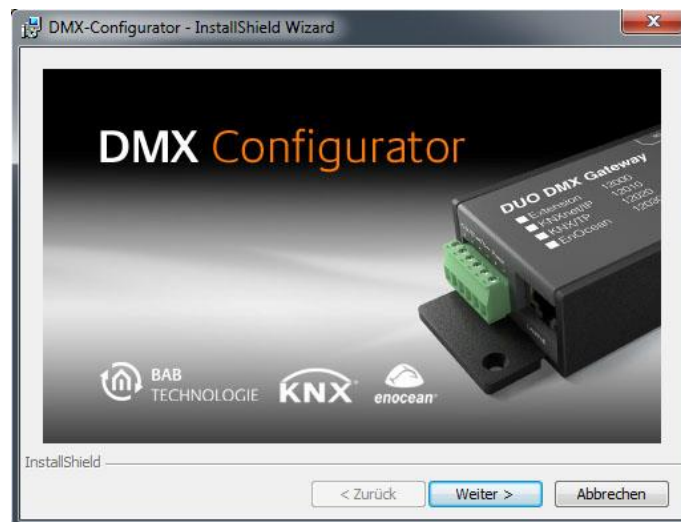 DMX-Configurator - InstallShield Wizard
DMX Configurator
DUO DMX Gateway
Extension 12000
KNXnet/IP 12010
KNX/TP 12020
EnOcean 12030
BAB
TECHNOLOGIE
KNX
enocean
InstallShield
< Zurück
Weiter >
Abbrechen